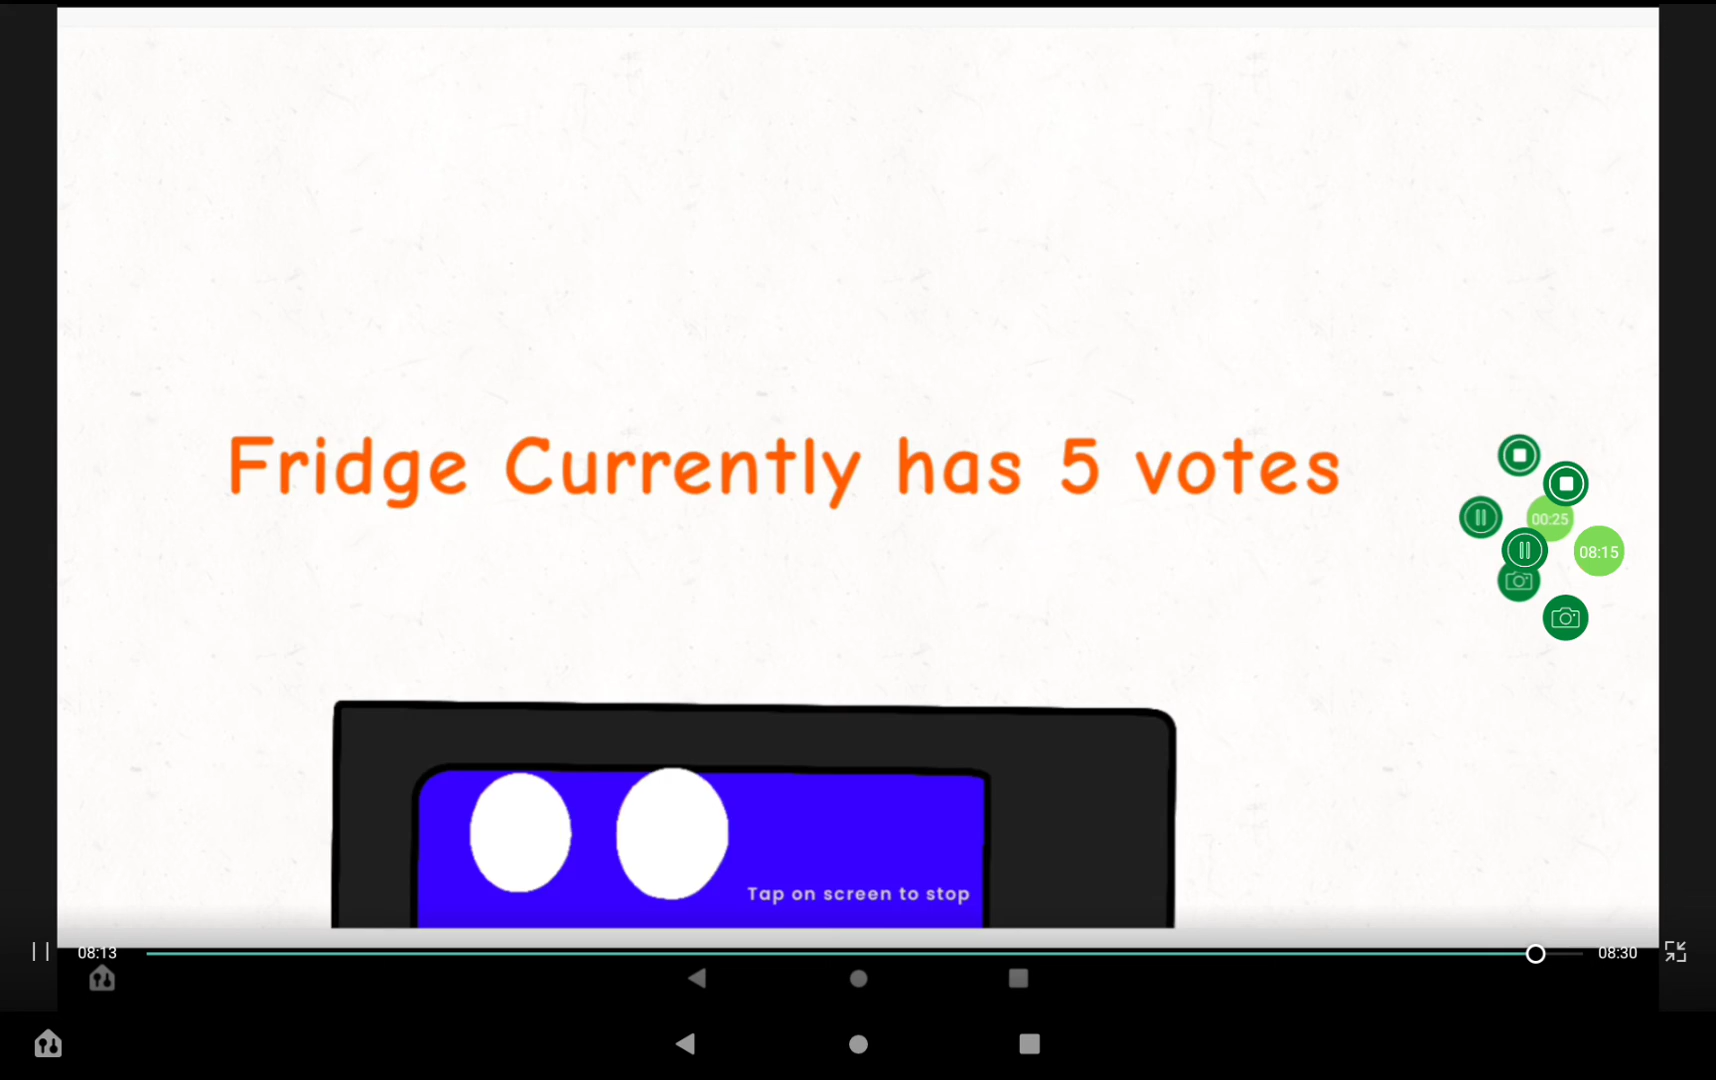 Fridge Currently has 5 votes
00:25
08:15
Tap on screen to stop
08:13
08:30